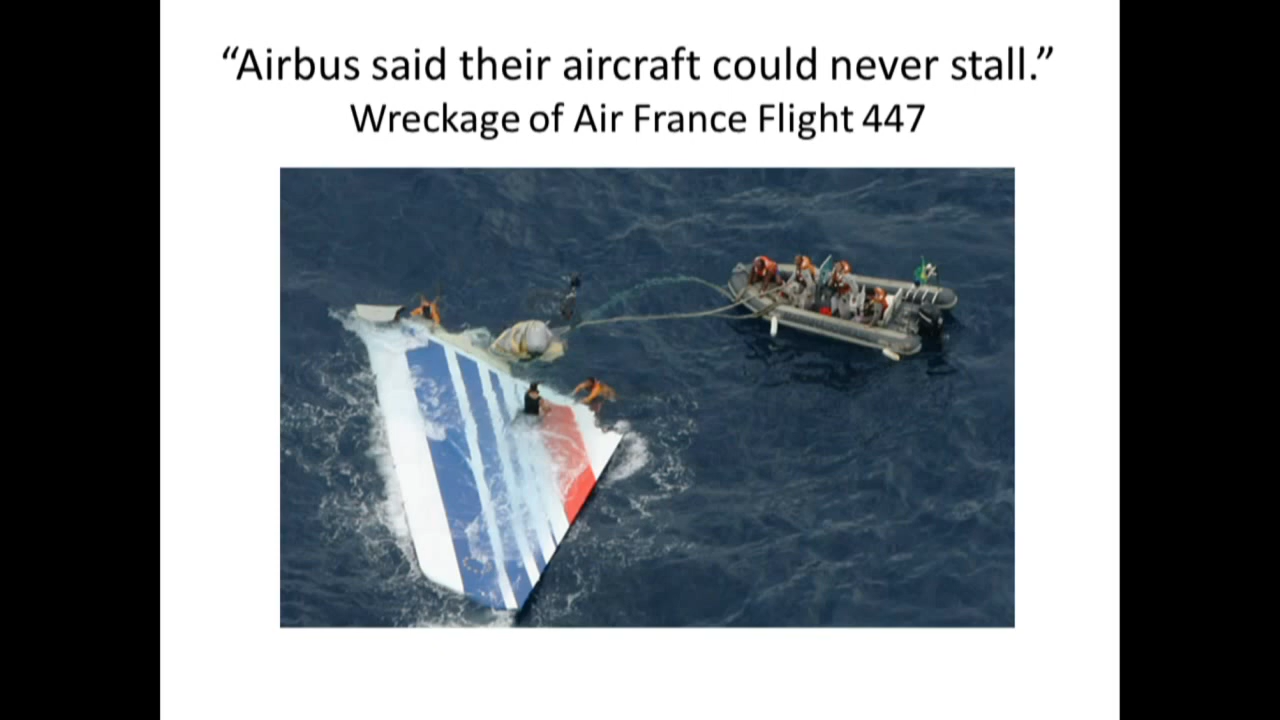 “Airbus said their aircraft could never stall.”
Wreckage of Air France Flight 447